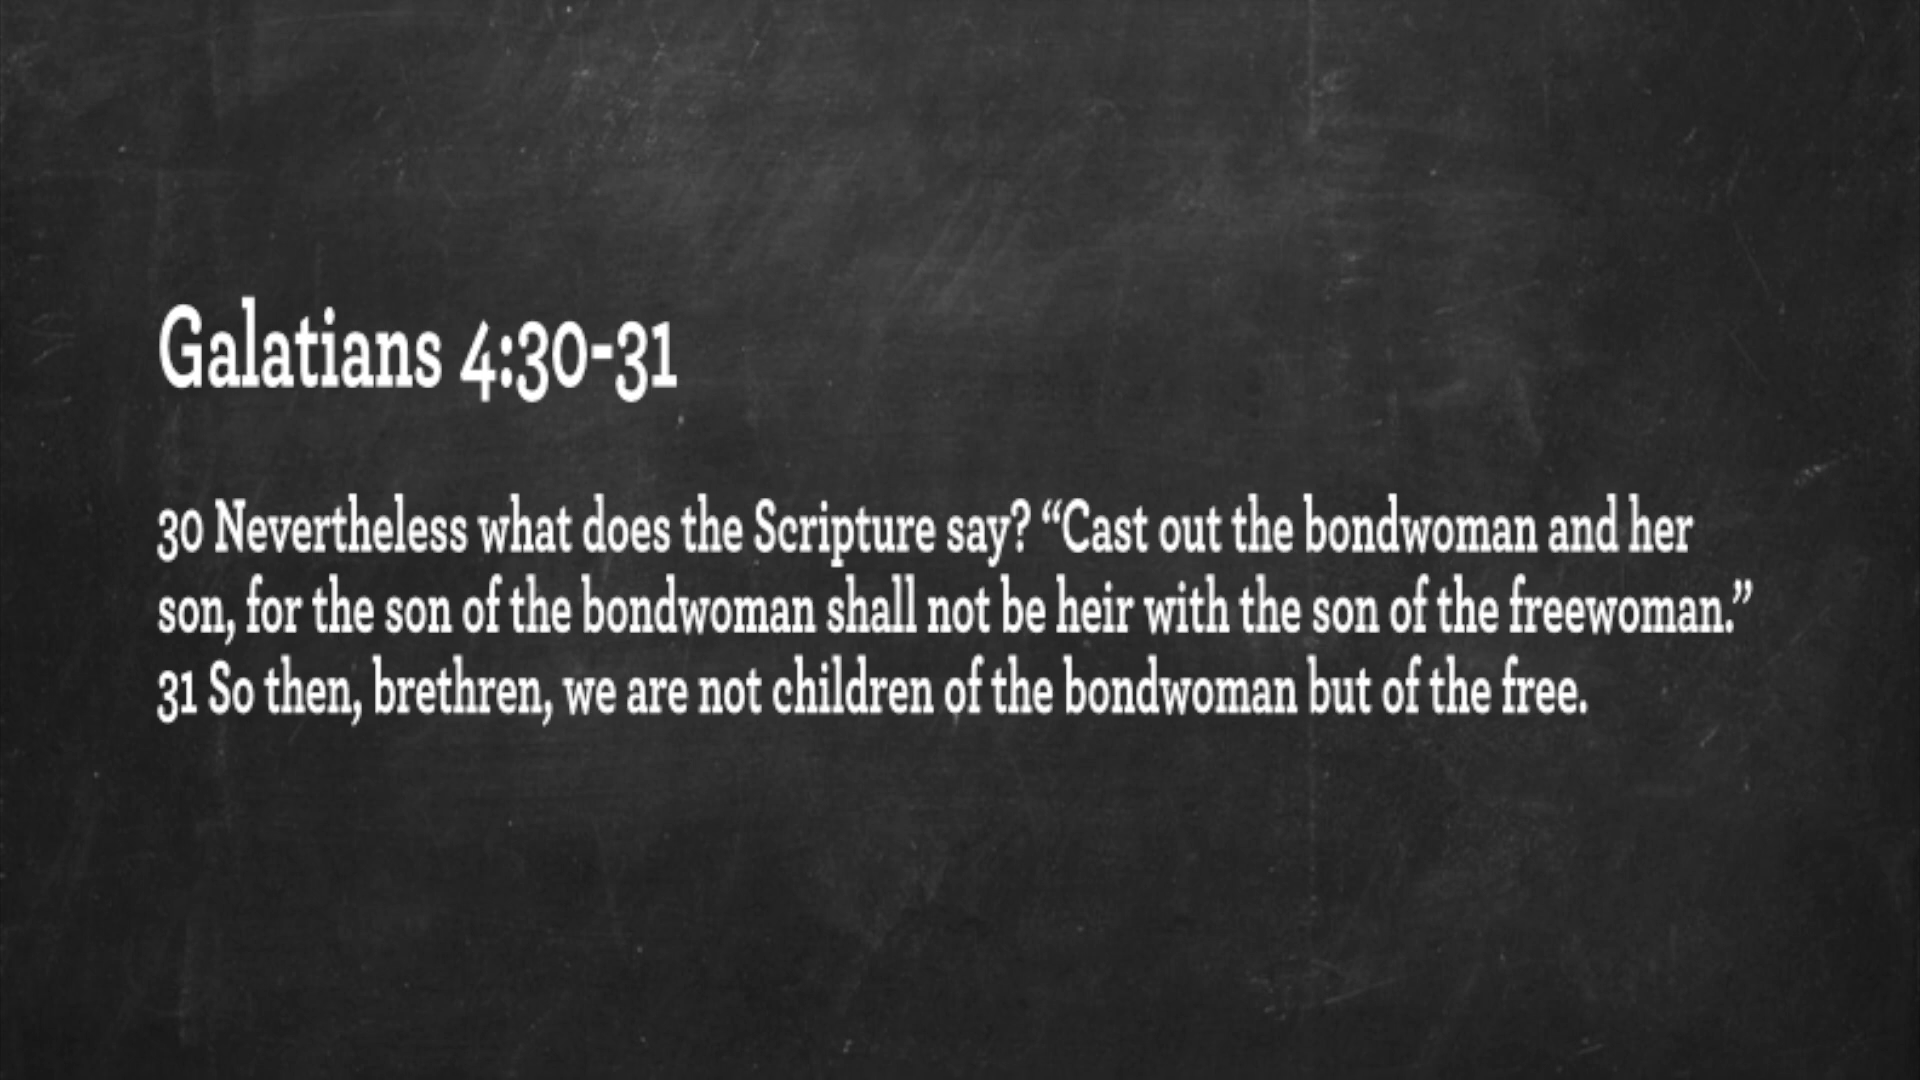 Galatians 4:30-31
30 Nevertheless what does the Scripture say? “Cast out the bondwoman and her
son, for the son of the bondwoman shall not be heir with the son of the freewoman.”
31 So then, brethren, we are not children of the bondwoman but of the free.